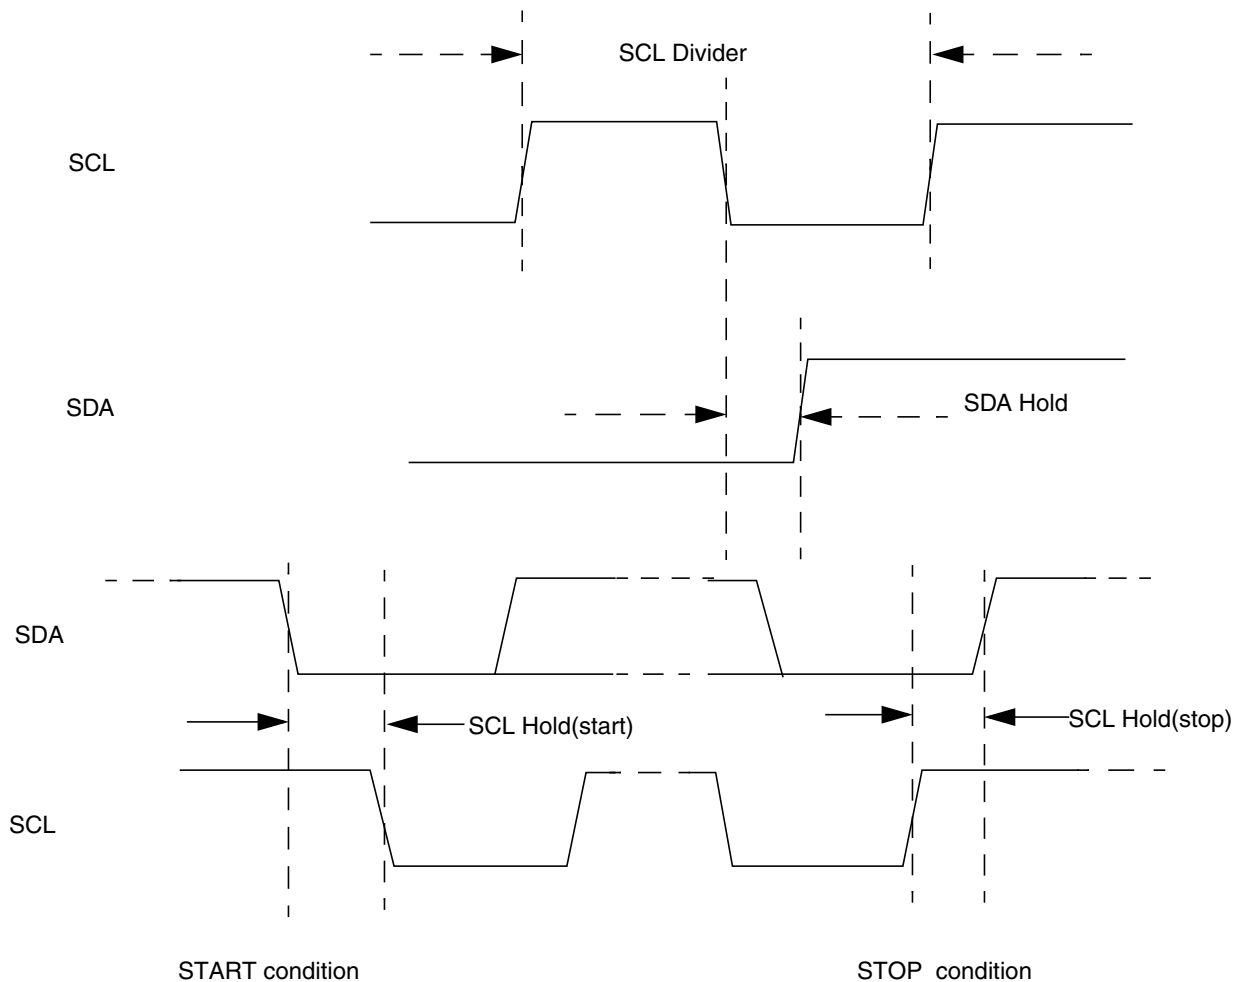 SCL Divider
SCL
SDA
SDA Hold
SDA
SCL Hold(start)
SCL Hold(stop)
SCL
START condition
STOP condition